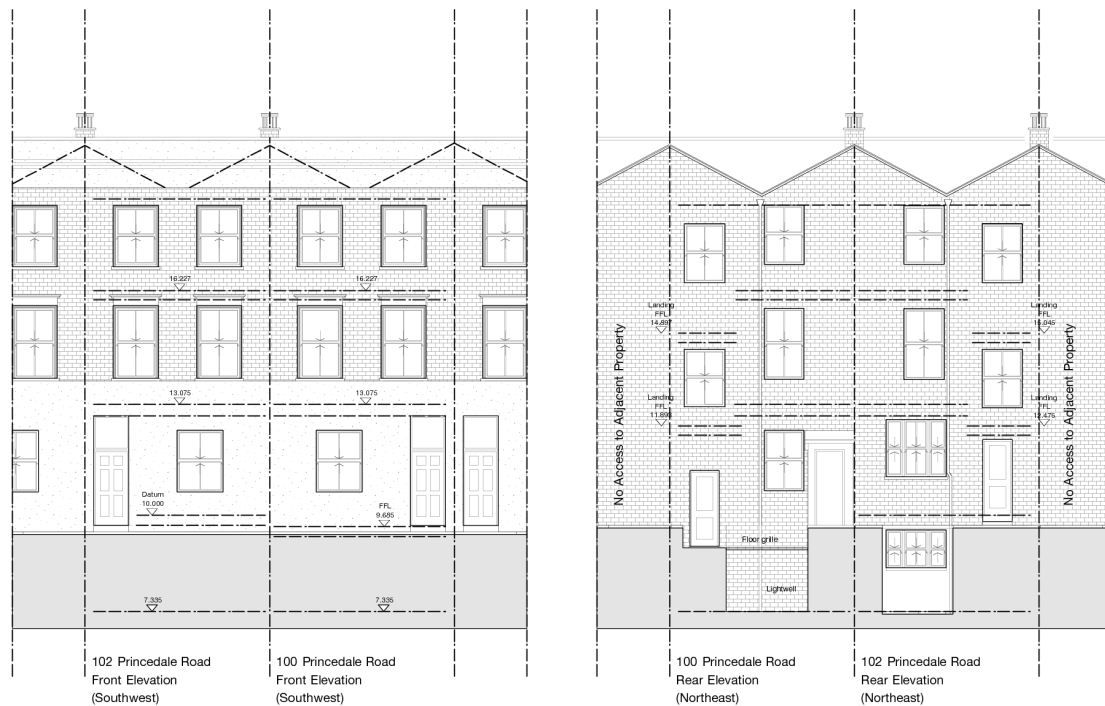 16.227
16.227
13.075
13.075
Datum
10.000
FFL
9.685
7.335
7.335
102 Princedale Road
Front Elevation
(Southwest)
100 Princedale Road
Front Elevation
(Southwest)
No Access to Adjacent Property
Landing
FFL
14.897
Landing
FFL
11.893
Floor grille
Lightwell
Landing
FFL
15.045
Landing
FFL
12.475
No Access to Adjacent Property
100 Princedale Road
Rear Elevation
(Northeast)
102 Princedale Road
Rear Elevation
(Northeast)